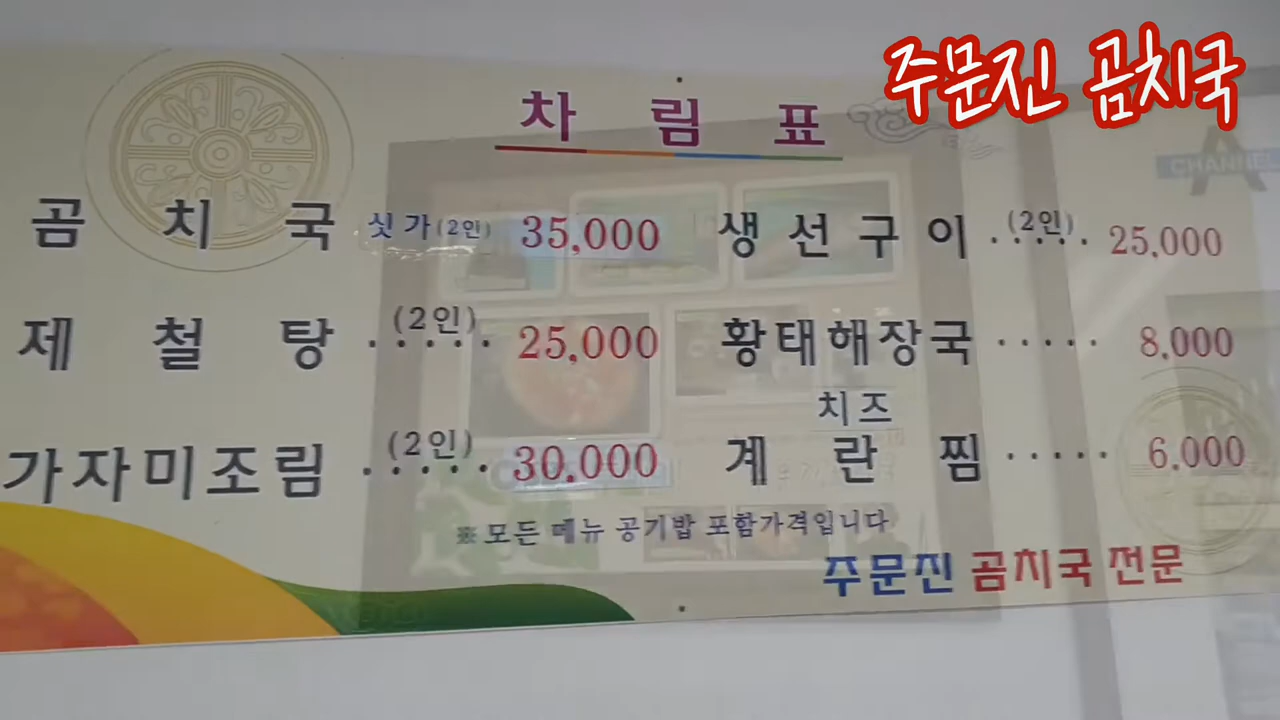 주문진 곰치국
차림표
CHANNEL A
곰치국 싯가(2인) 35,000
생선구이 (2인) ····· 25,000
제철탕 (2인) ····· 25,000
황태해장국 ····· 8,000
가자미조림 (2인) ····· 30,000
치즈
계란찜 ····· 6,000
※모든 메뉴 공기밥 포함가격입니다
주문진 곰치국 전문